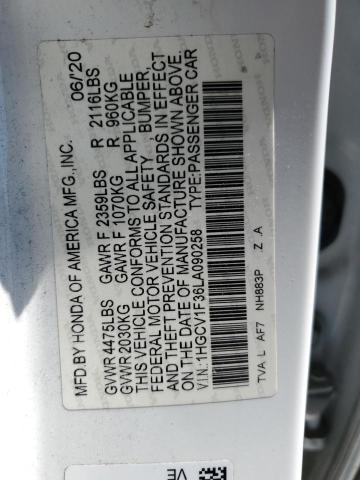 MFD BY HONDA OF AMERICA MFG., INC. 06/'20
GVWR 4475LBS GAWR F 2359LBS R 2116LBS
GVWR 2030KG GAWR F 1070KG R 960KG
THIS VEHICLE CONFORMS TO ALL APPLICABLE
FEDERAL MOTOR VEHICLE SAFETY, BUMPER,
AND THEFT PREVENTION STANDARDS IN EFFECT
ON THE DATE OF MANUFACTURE SHOWN ABOVE.
V.I.N.:1HGCV1F36LA090258 TYPE:PASSENGER CAR
TVA L AF7 NH883P Z .A
VE